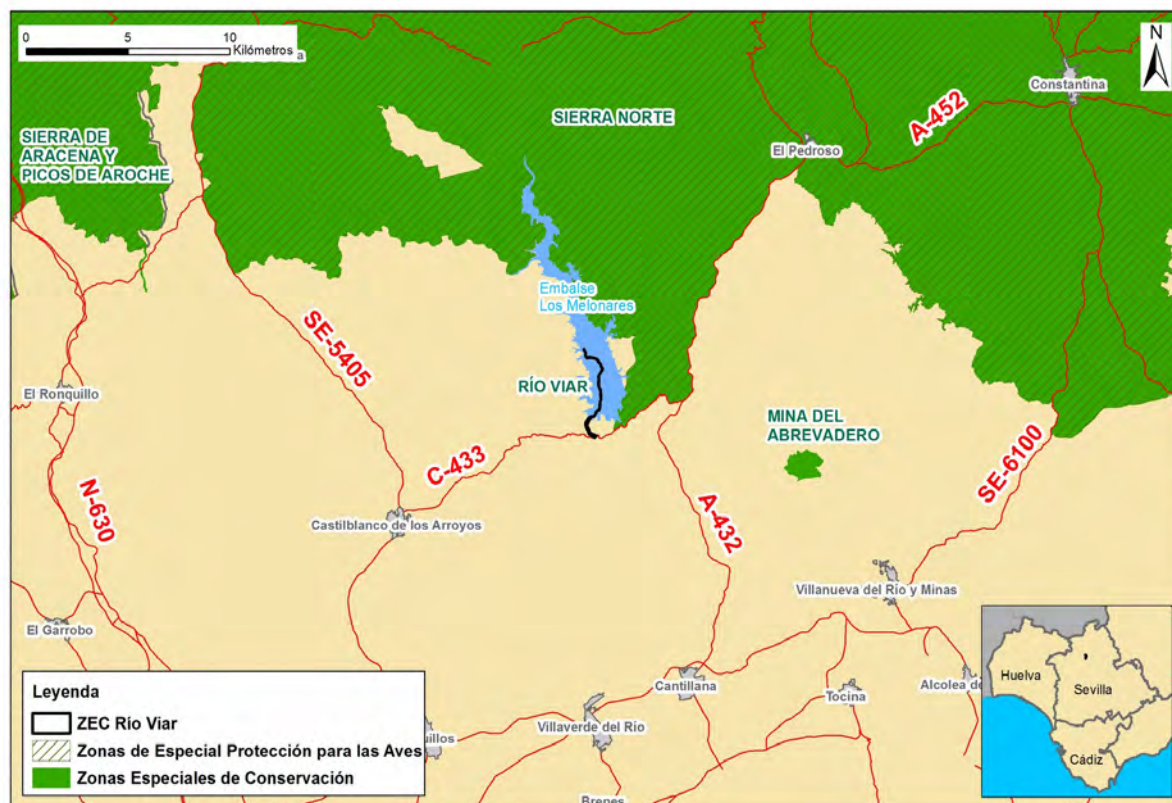 0 5 10
Kilómetros
N
Constantina
A-452
SIERRA NORTE
El Pedroso
SIERRA DE
ARACENA Y
PICOS DE AROCHE
Embalse
Los Melonares
SE-5405
RÍO VIAR
El Ronquillo
MINA DEL
ABREVADERO
C-433
SE-6100
N-630
A-432
Castilblanco de los Arroyos
Villanueva del Río y Minas
El Garrobo
Cantillana
Tocina
Alcolea de
Villaverde del Río
quillos
Brenes
Leyenda
ZEC Río Viar
Zonas de Especial Protección para las Aves
Zonas Especiales de Conservación
Huelva
Sevilla
Cádiz